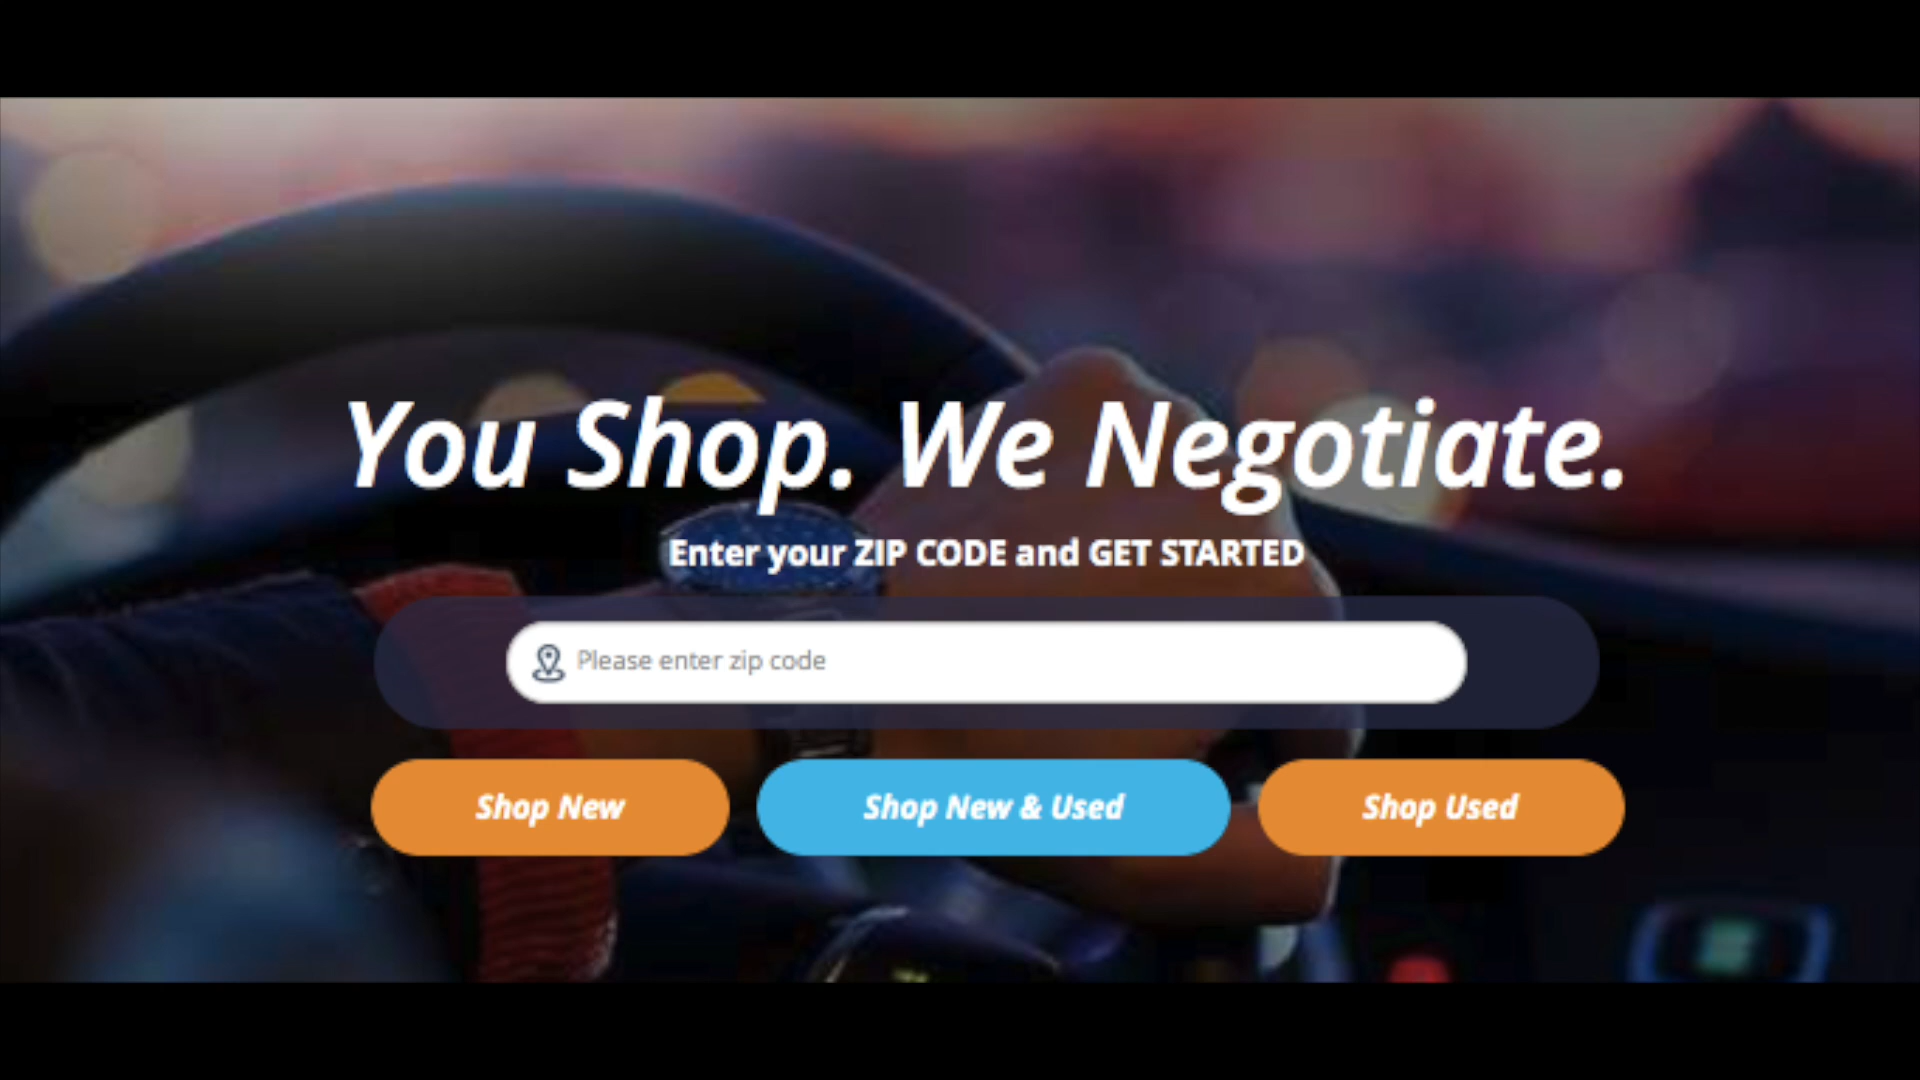 You Shop. We Negotiate.
Enter your ZIP CODE and GET STARTED
Please enter zip code
Shop New
Shop New & Used
Shop Used